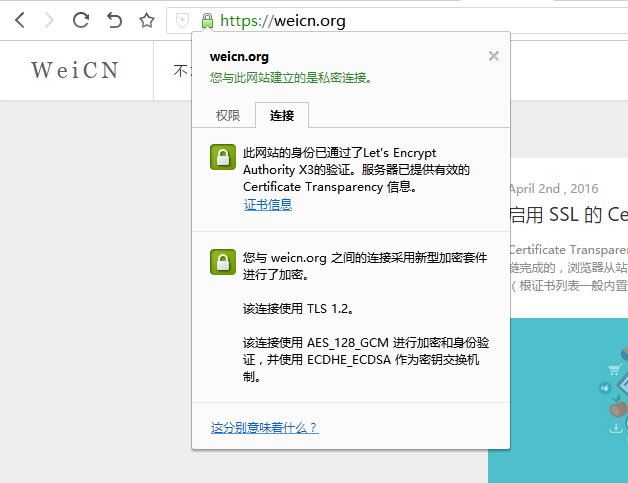 https://weicn.org
WeiCN
不
weicn.org
您与此网站建立的是私密连接。
权限
连接
此网站的身份已通过了Let's Encrypt
Authority X3的验证。服务器已提供有效的
Certificate Transparency 信息。
证书信息
您与 weicn.org 之间的连接采用新型加密套件
进行了加密。
该连接使用 TLS 1.2。
该连接使用 AES_128_GCM 进行加密和身份验
证，并使用 ECDHE_ECDSA 作为密钥交换机
制。
这分别意味着什么？
April 2nd , 2016
启用 SSL 的 Ce
Certificate Transparen
链完成的，浏览器从站
（根证书列表一般内置